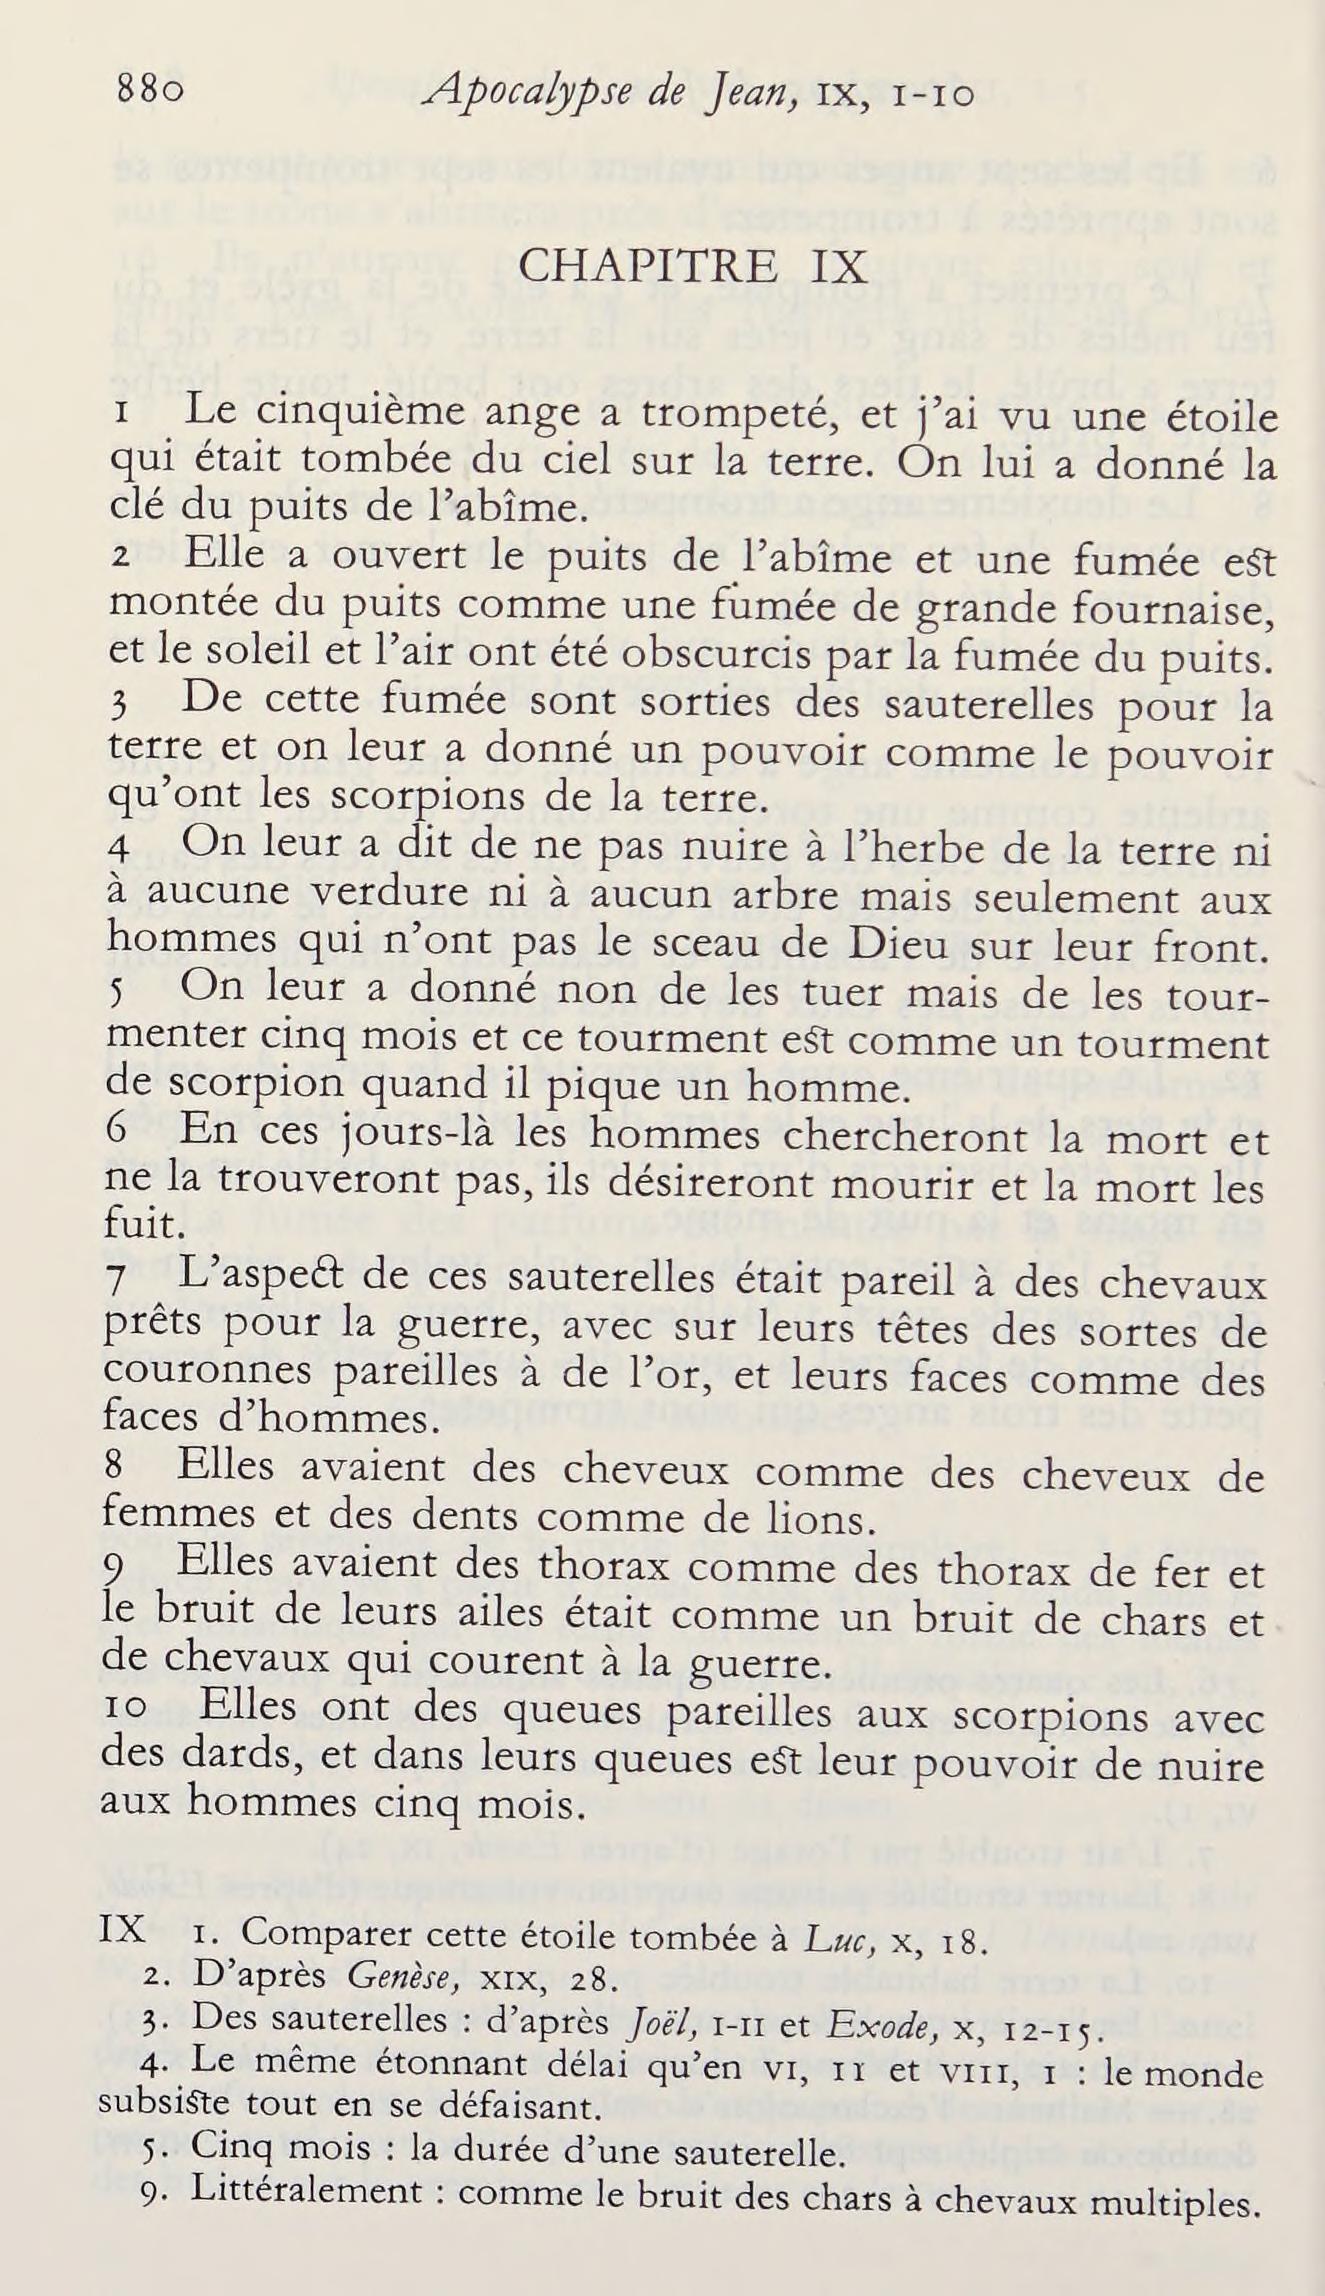 880 Apocalypse de Jean, IX, 1-10
CHAPITRE IX
1 Le cinquième ange a trompeté, et j’ai vu une étoile
qui était tombée du ciel sur la terre. On lui a donné la
clé du puits de l’abîme.
2 Elle a ouvert le puits de l’abîme et une fumée est
montée du puits comme une fumée de grande fournaise,
et le soleil et l’air ont été obscurcis par la fumée du puits.
3 De cette fumée sont sorties des sauterelles pour la
terre et on leur a donné un pouvoir comme le pouvoir
qu’ont les scorpions de la terre.
4 On leur a dit de ne pas nuire à l’herbe de la terre ni
à aucune verdure ni à aucun arbre mais seulement aux
hommes qui n’ont pas le sceau de Dieu sur leur front.
5 On leur a donné non de les tuer mais de les tour-
menter cinq mois et ce tourment est comme un tourment
de scorpion quand il pique un homme.
6 En ces jours-là les hommes chercheront la mort et
ne la trouveront pas, ils désireront mourir et la mort les
fuit.
7 L’aspect de ces sauterelles était pareil à des chevaux
prêts pour la guerre, avec sur leurs têtes des sortes de
couronnes pareilles à de l’or, et leurs faces comme des
faces d’hommes.
8 Elles avaient des cheveux comme des cheveux de
femmes et des dents comme de lions.
9 Elles avaient des thorax comme des thorax de fer et
le bruit de leurs ailes était comme un bruit de chars et
de chevaux qui courent à la guerre.
10 Elles ont des queues pareilles aux scorpions avec
des dards, et dans leurs queues est leur pouvoir de nuire
aux hommes cinq mois.
IX 1. Comparer cette étoile tombée à Luc, X, 18.
2. D’après Genèse, XIX, 28.
3. Des sauterelles : d’après Joël, I-II et Exode, X, 12-15.
4. Le même étonnant délai qu’en VI, 11 et VIII, 1 : le monde
subsiste tout en se défaisant.
5. Cinq mois : la durée d’une sauterelle.
9. Littéralement : comme le bruit des chars à chevaux multiples.